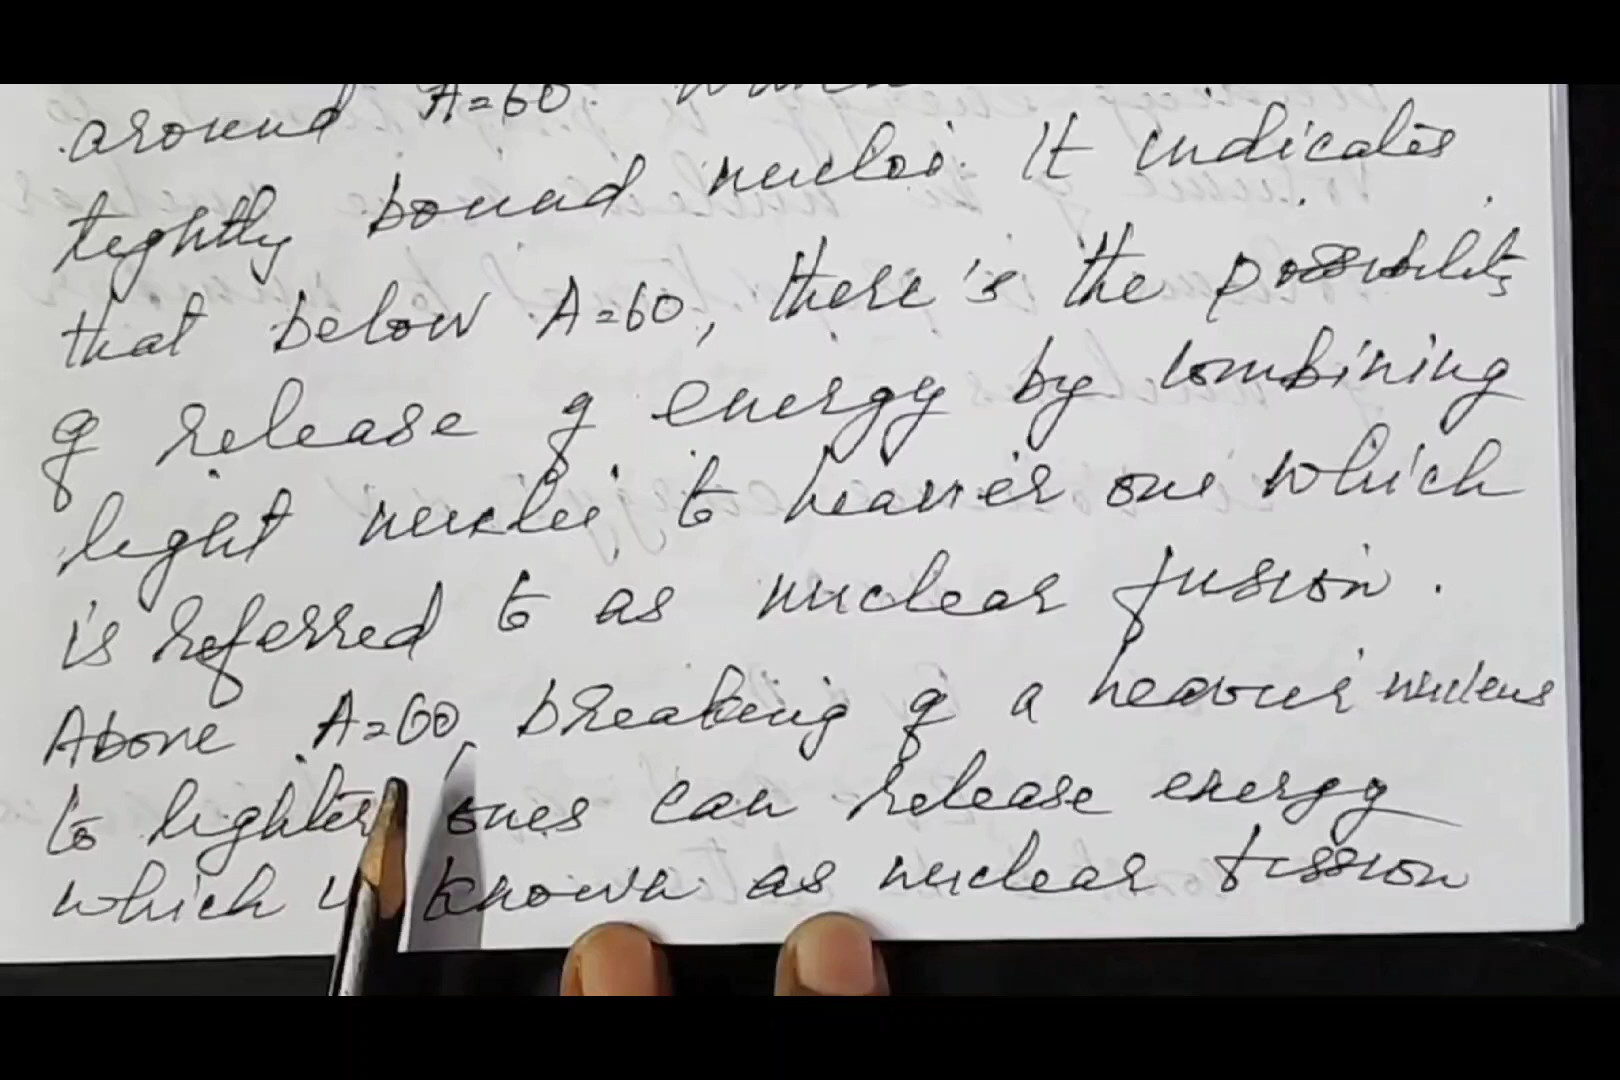 around A=60.
tightly bound nuclei. It indicates
that below A=60, there's the possibility
of release of energy by combining
light nuclei to heavier one which
is referred to as nuclear fusion.
Above A=60, breaking of a heavier nucleus
to lighter ones can release energy
which is known as nuclear fission